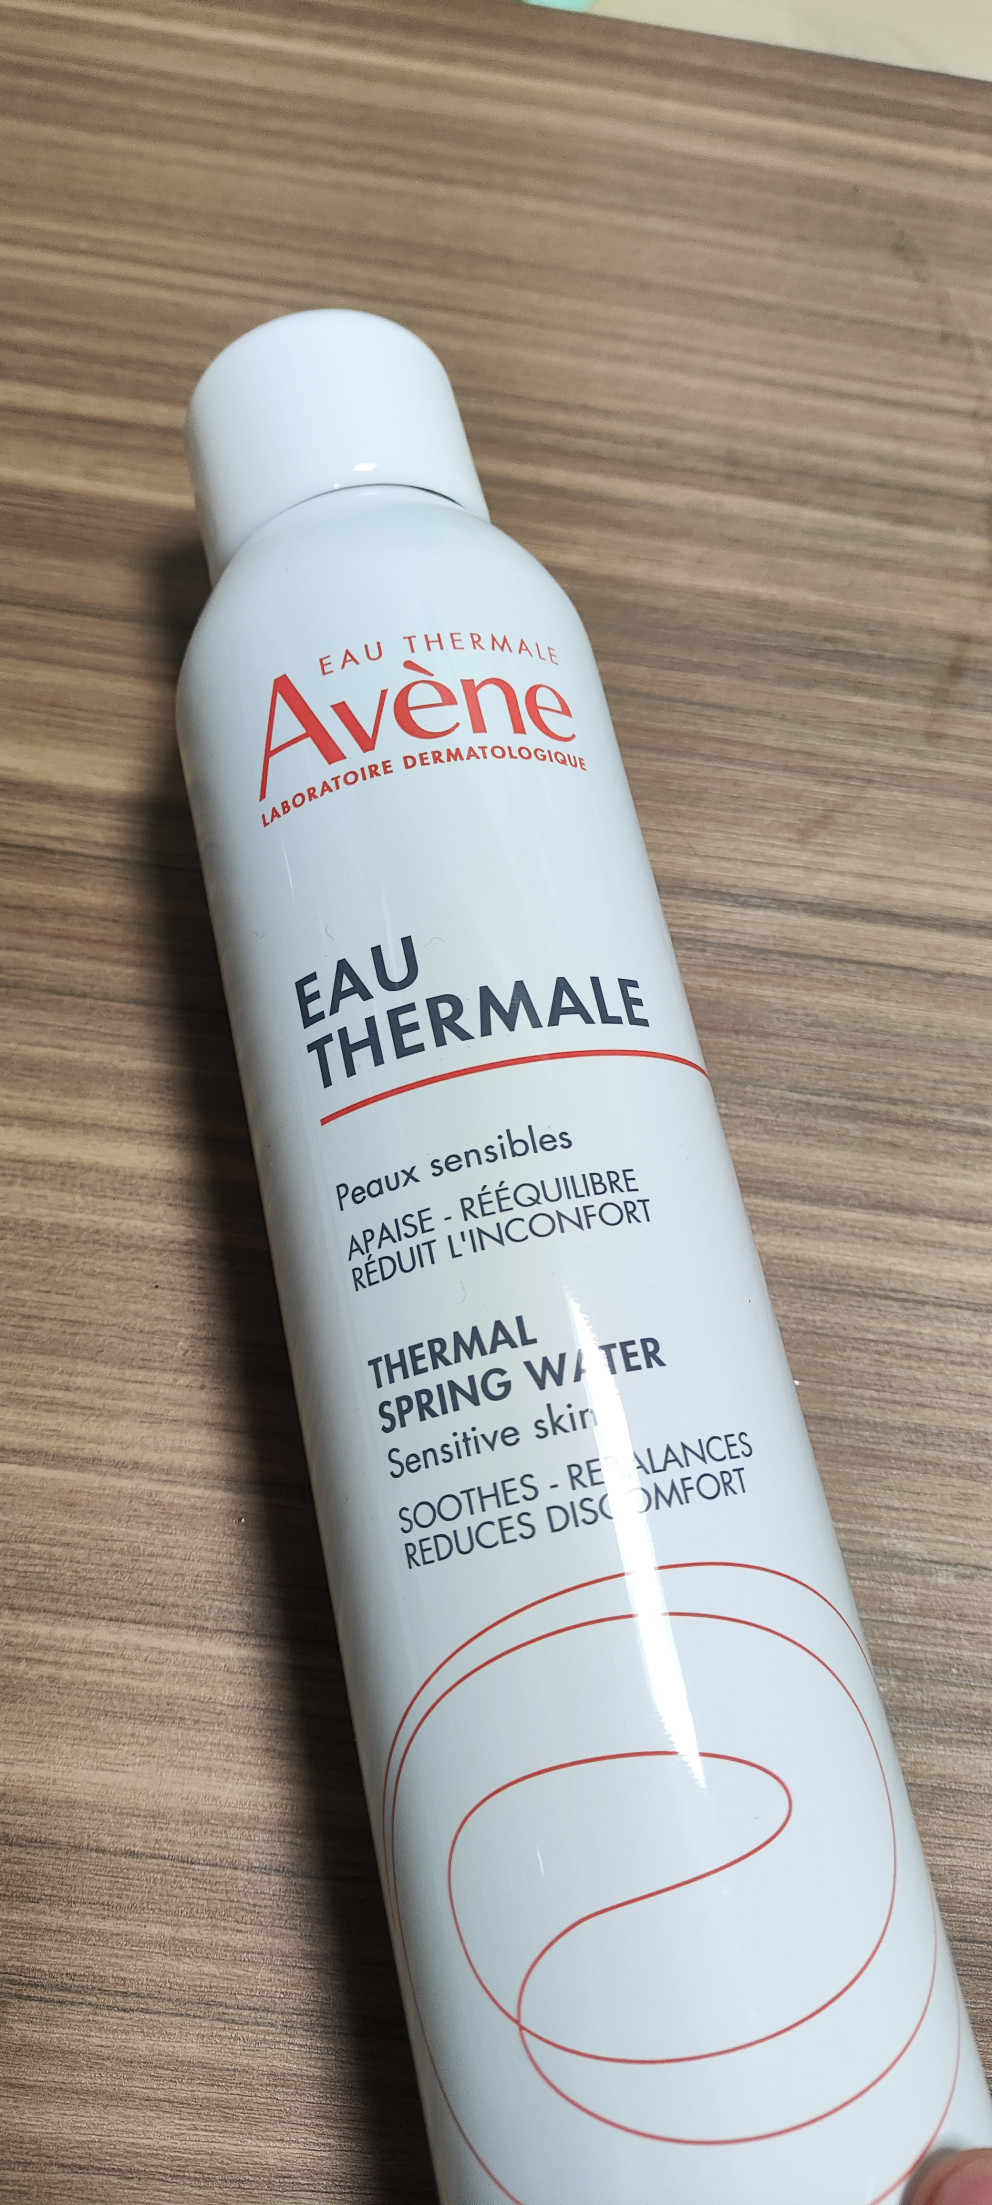 EAU THERMALE
Avène
LABORATOIRE DERMATOLOGIQUE
EAU
THERMALE
Peaux sensibles
APAISE - RÉÉQUILIBRE
RÉDUIT L'INCONFORT
THERMAL
SPRING WATER
Sensitive skin
SOOTHES - REBALANCES
REDUCES DISCOMFORT